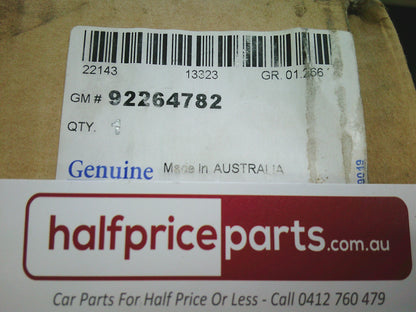 22143 13323 GR. 01.266
GM # 92264782
QTY. 1
Genuine Made in AUSTRALIA
halfpriceparts.com.au
Car Parts For Half Price Or Less - Call 0412 760 479